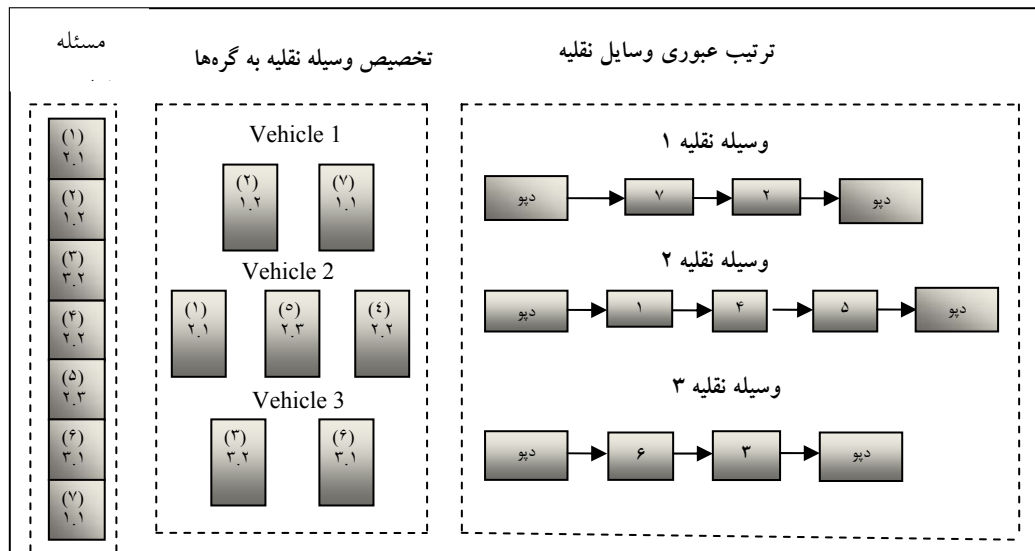 مسئله
تخصیص وسیله نقلیه به گره‌ها
ترتیب عبوری وسایل نقلیه
(۱)
۲.۱
(۲)
۱.۲
(۳)
۳.۲
(۴)
۲.۲
(۵)
۲.۳
(۶)
۳.۱
(۷)
۱.۱
Vehicle 1
(۲)
۱.۲
(۷)
۱.۱
Vehicle 2
(۱)
۲.۱
(٥)
۲.۳
(٤)
۲.۲
Vehicle 3
(۳)
۳.۲
(۶)
۳.۱
وسیله نقلیه ۱
دپو
۷
۲
دپو
وسیله نقلیه ۲
دپو
۱
۴
۵
دپو
وسیله نقلیه ۳
دپو
۶
۳
دپو